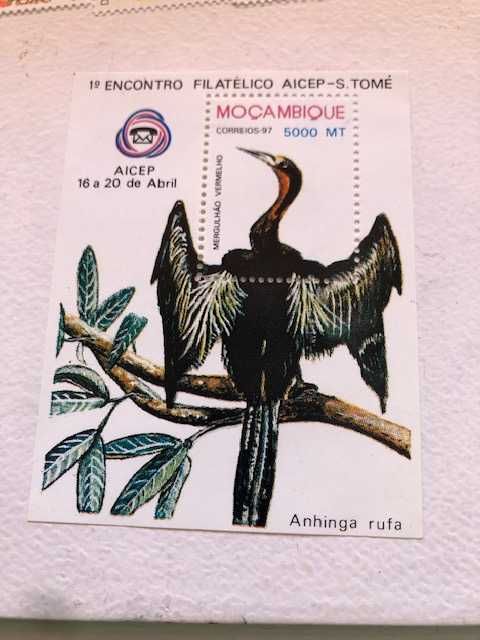 1º ENCONTRO FILATÉLICO AICEP-S.TOMÉ
MOÇAMBIQUE
CORREIOS-97 5000 MT
MERGULHÃO VERMELHO
AICEP
16 a 20 de Abril
Anhinga rufa